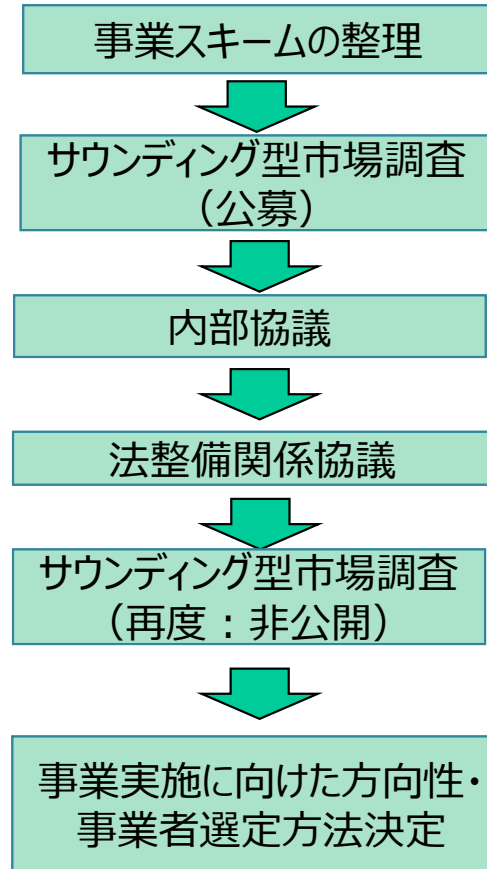 事業スキームの整理
サウンディング型市場調査
（公募）
内部協議
法整備関係協議
サウンディング型市場調査
（再度：非公開）
事業実施に向けた方向性・
事業者選定方法決定